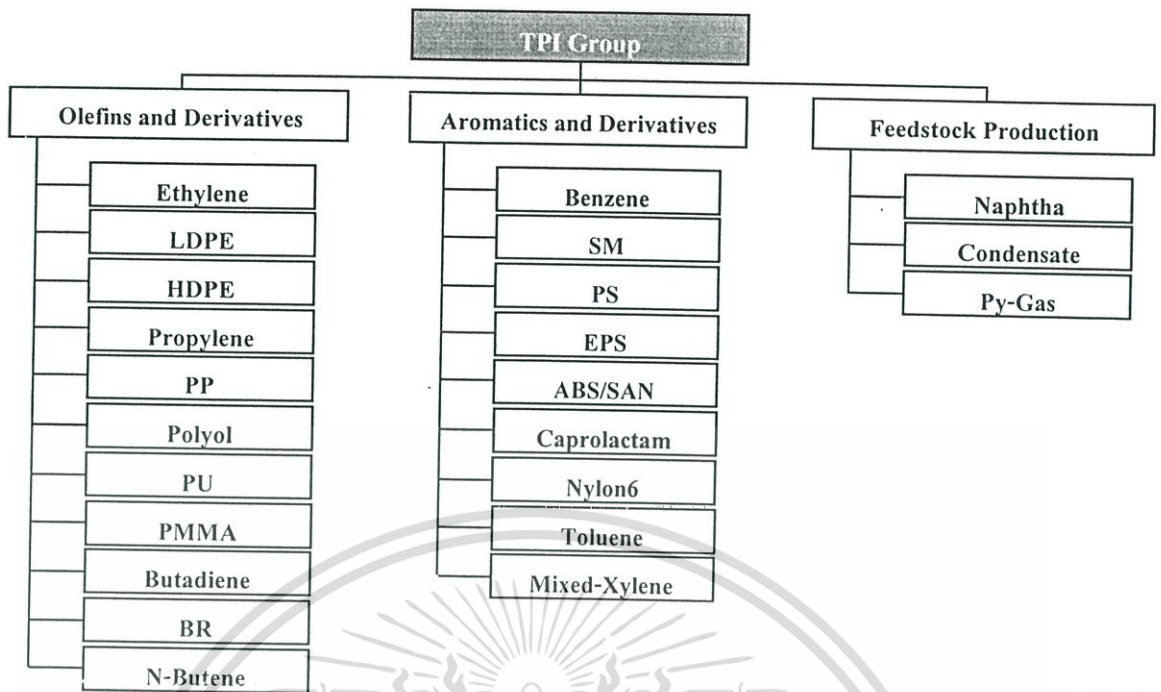 TPI Group
Olefins and Derivatives
Ethylene
LDPE
HDPE
Propylene
PP
Polyol
PU
PMMA
Butadiene
BR
N-Butene
Aromatics and Derivatives
Benzene
SM
PS
EPS
ABS/SAN
Caprolactam
Nylon6
Toluene
Mixed-Xylene
Feedstock Production
Naphtha
Condensate
Py-Gas